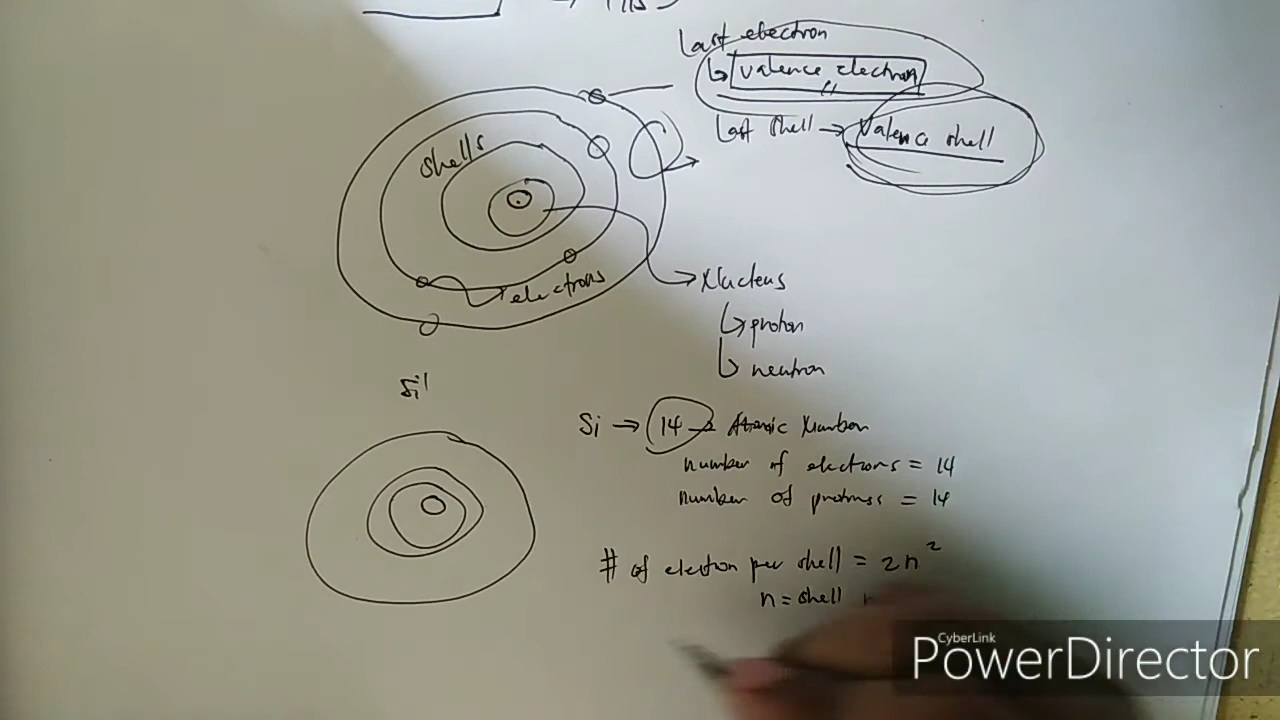 Last electron
Valence electron
Last shell → Valence shell
shells
electrons
Nucleus
proton
neutron
Si
Si → 14 → Atomic Number
number of electrons = 14
number of protons = 14
# of electron per shell = 2n²
n = shell
CyberLink
PowerDirector